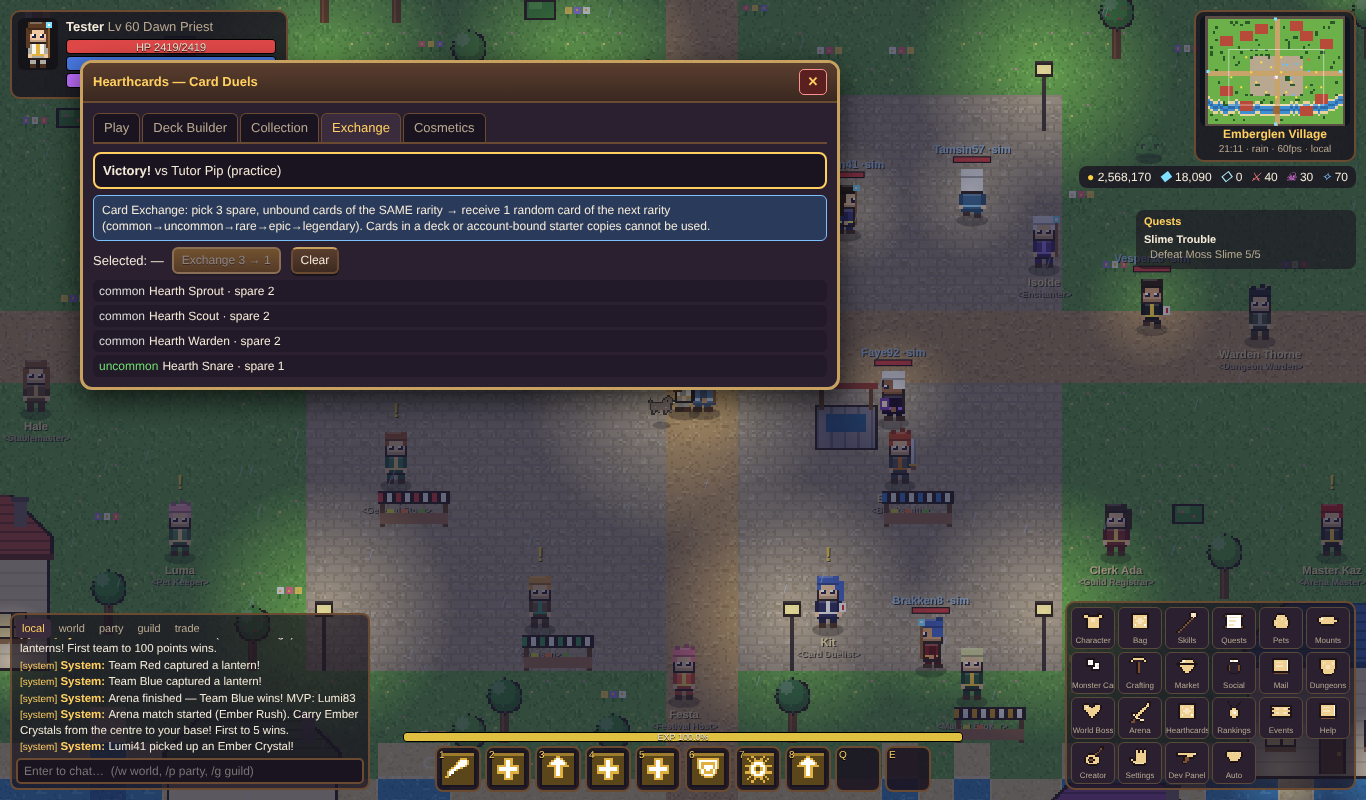 Tester Lv 60 Dawn Priest
HP 2419/2419
Hearthcards — Card Duels
×
Play
Deck Builder
Collection
Exchange
Cosmetics
Victory! vs Tutor Pip (practice)
Card Exchange: pick 3 spare, unbound cards of the SAME rarity → receive 1 random card of the next rarity
(common→uncommon→rare→epic→legendary). Cards in a deck or account-bound starter copies cannot be used.
Selected: —
Exchange 3 → 1
Clear
common Hearth Sprout · spare 2
common Hearth Scout · spare 2
common Hearth Warden · spare 2
uncommon Hearth Snare · spare 1
Emberglen Village
21:11 · rain · 60fps · local
2,568,170
18,090
0
40
30
70
Quests
Slime Trouble
Defeat Moss Slime 5/5
Tamsin57 ·sim
Isolde
<Enchanter>
Warden Thorne
<Dungeon Warden>
Faye92 ·sim
Hale
<Stablemaster>
Luma
<Pet Keeper>
Kit
<Card Duelist>
Brakken8 ·sim
Clerk Ada
<Guild Registrar>
Master Kaz
<Arena Master>
Festa
<Festival Host>
local
world
party
guild
trade
lanterns! First team to 100 points wins.
[system] System: Team Red captured a lantern!
[system] System: Team Blue captured a lantern!
[system] System: Arena finished — Team Blue wins! MVP: Lumi83
[system] System: Arena match started (Ember Rush). Carry Ember
Crystals from the centre to your base! First to 5 wins.
[system] System: Lumi41 picked up an Ember Crystal!
Enter to chat… (/w world, /p party, /g guild)
EXP 100.0%
1
2
3
4
5
6
7
8
Q
E
Character
Bag
Skills
Quests
Pets
Mounts
Monster Ca
Crafting
Market
Social
Mail
Dungeons
World Boss
Arena
Hearthcards
Rankings
Events
Help
Creator
Settings
Dev Panel
Auto